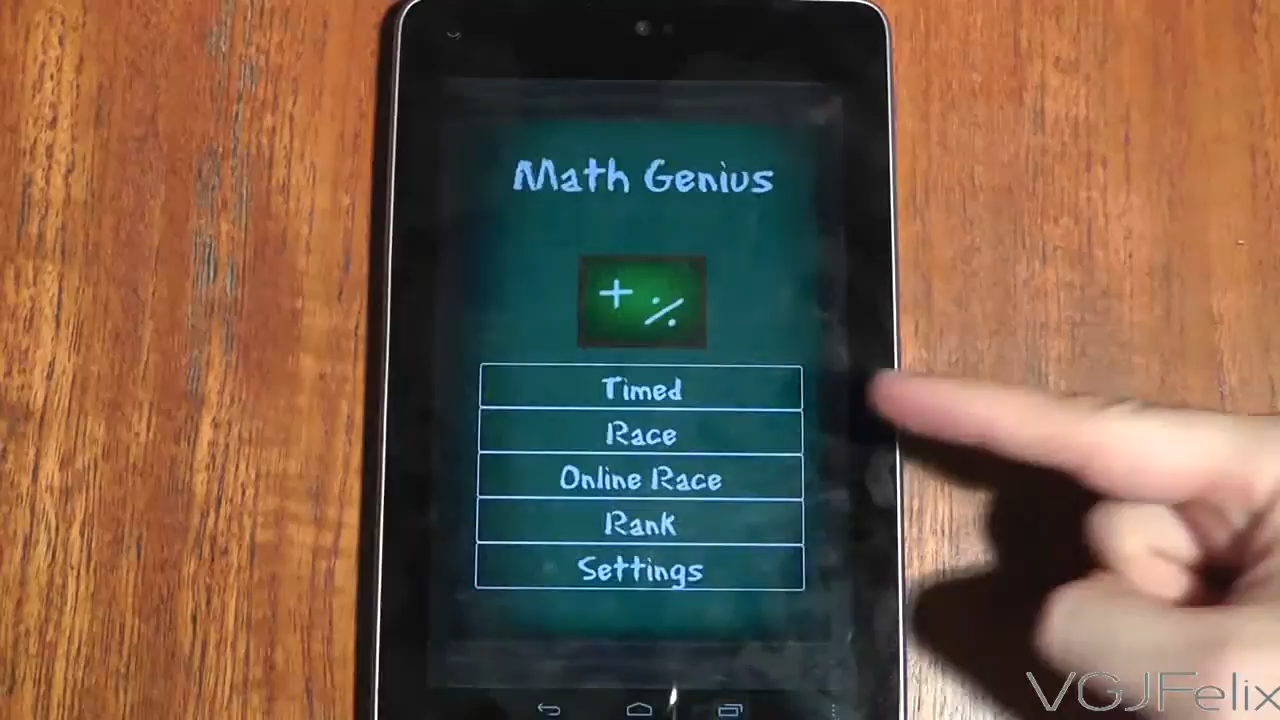 Math Genius
+ ٪
Timed
Race
Online Race
Rank
Settings
VGJFelix